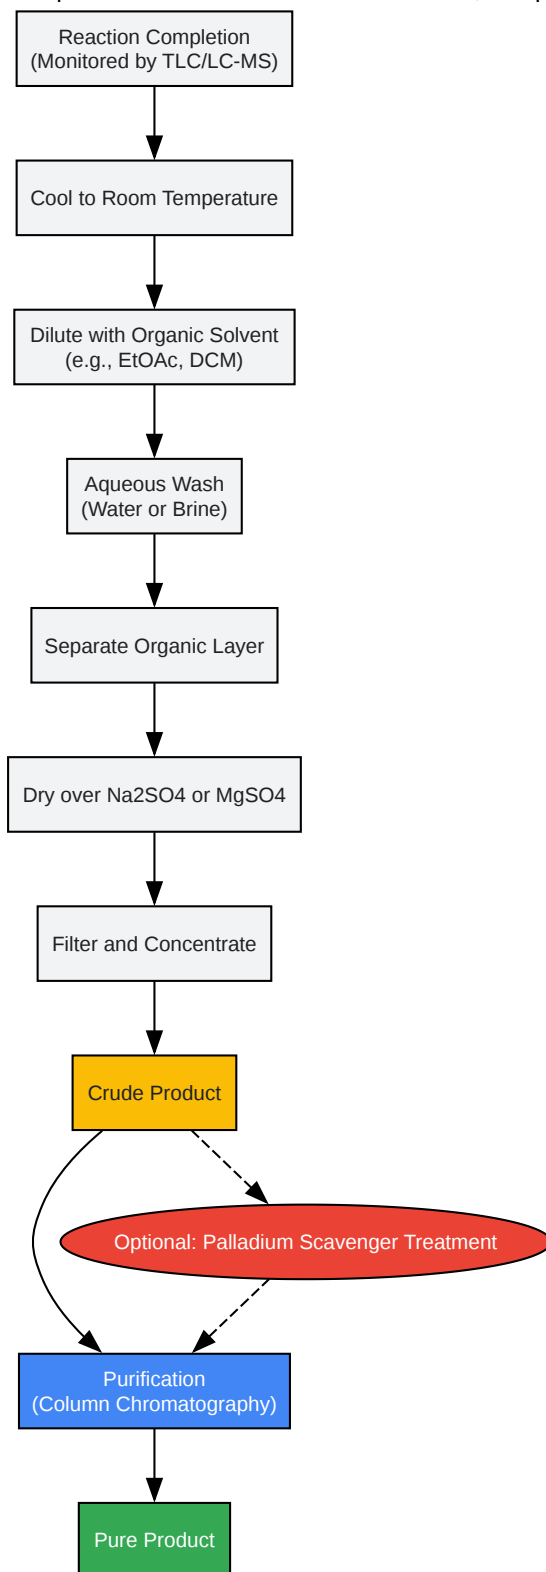 Reaction Completion
(Monitored by TLC/LC-MS)
Cool to Room Temperature
Dilute with Organic Solvent
(e.g., EtOAc, DCM)
Aqueous Wash
(Water or Brine)
Separate Organic Layer
Dry over Na2SO4 or MgSO4
Filter and Concentrate
Crude Product
Optional: Palladium Scavenger Treatment
Purification
(Column Chromatography)
Pure Product